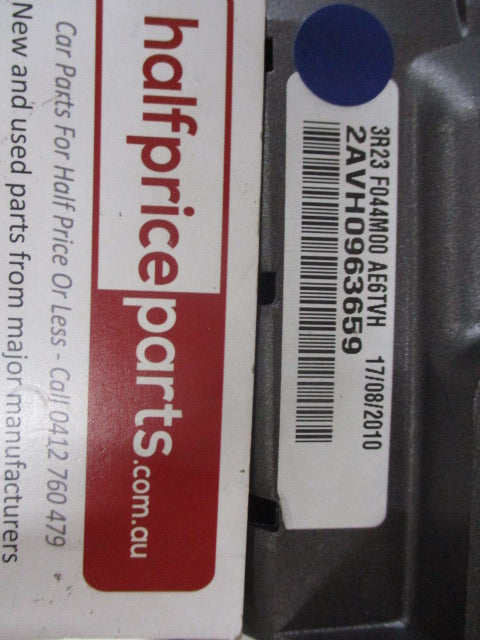 halfpriceparts.com.au
Car Parts For Half Price Or Less - Call 0412 760 479
New and used parts from major manufacturers
3R23 F044M00 AE6TVH 17/08/2010
2AVH0963659